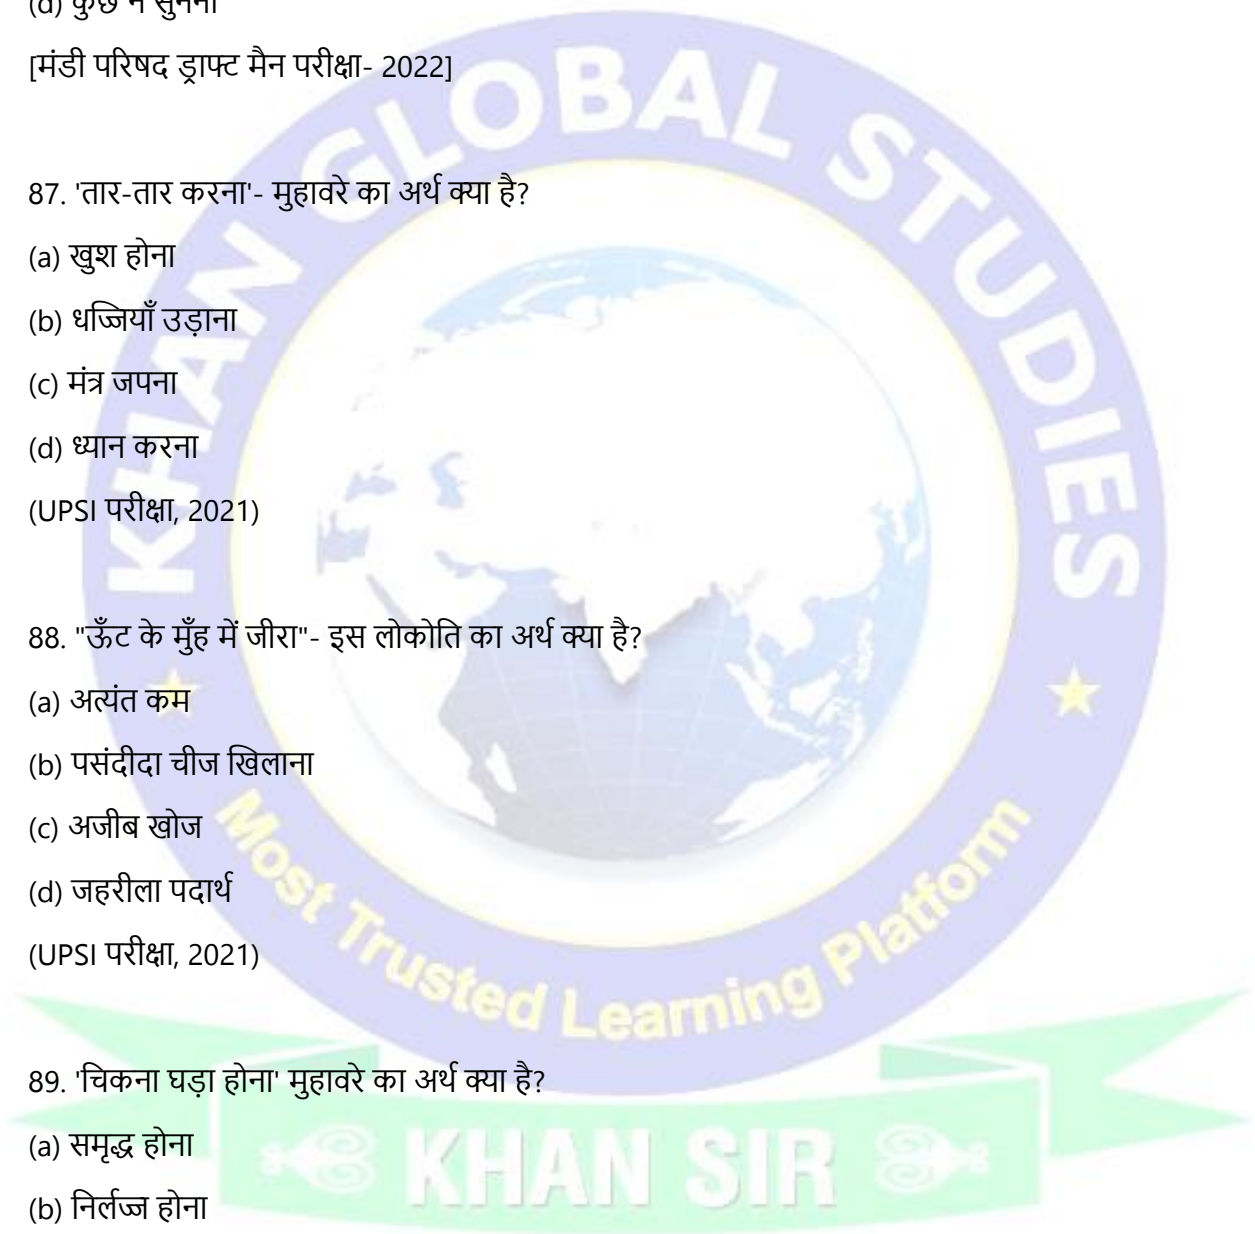 (d) कुछ न सुनना
[मंडी परिषद ड्राफ्ट मैन परीक्षा- 2022]
87. 'तार-तार करना'- मुहावरे का अर्थ क्या है?
(a) खुश होना
(b) धज्जियाँ उड़ाना
(c) मंत्र जपना
(d) ध्यान करना
(UPSI परीक्षा, 2021)
88. "ऊँट के मुँह में जीरा"- इस लोकोति का अर्थ क्या है?
(a) अत्यंत कम
(b) पसंदीदा चीज खिलाना
(c) अजीब खोज
(d) जहरीला पदार्थ
(UPSI परीक्षा, 2021)
89. 'चिकना घड़ा होना' मुहावरे का अर्थ क्या है?
(a) समृद्ध होना
(b) निर्लज्ज होना
KHAN GLOBAL STUDIES
Most Trusted Learning Platform
KHAN SIR